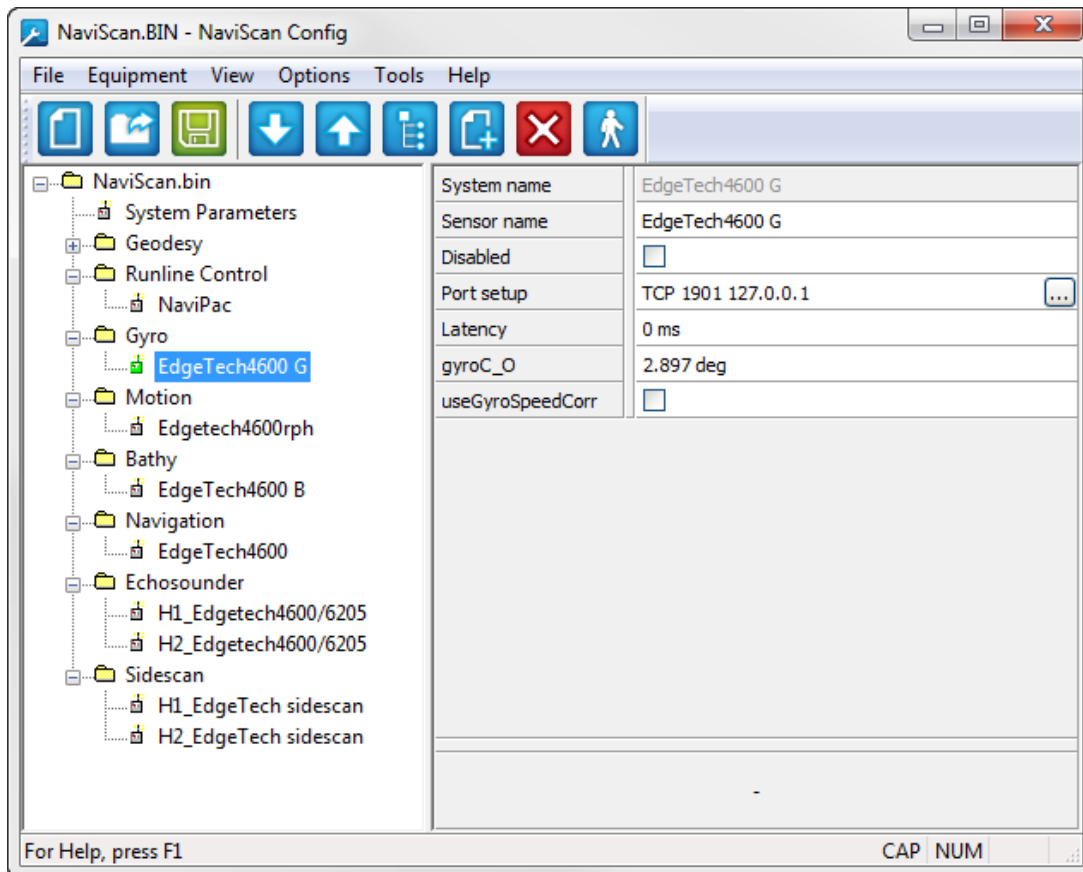 NaviScan.BIN - NaviScan Config
File Equipment View Options Tools Help
NaviScan.bin
System Parameters
Geodesy
Runline Control
NaviPac
Gyro
EdgeTech4600 G
Motion
Edgetech4600rph
Bathy
EdgeTech4600 B
Navigation
EdgeTech4600
Echosounder
H1_Edgetech4600/6205
H2_Edgetech4600/6205
Sidescan
H1_EdgeTech sidescan
H2_EdgeTech sidescan
System name EdgeTech4600 G
Sensor name EdgeTech4600 G
Disabled
Port setup TCP 1901 127.0.0.1 ...
Latency 0 ms
gyroC_O 2.897 deg
useGyroSpeedCorr
-
For Help, press F1 CAP NUM